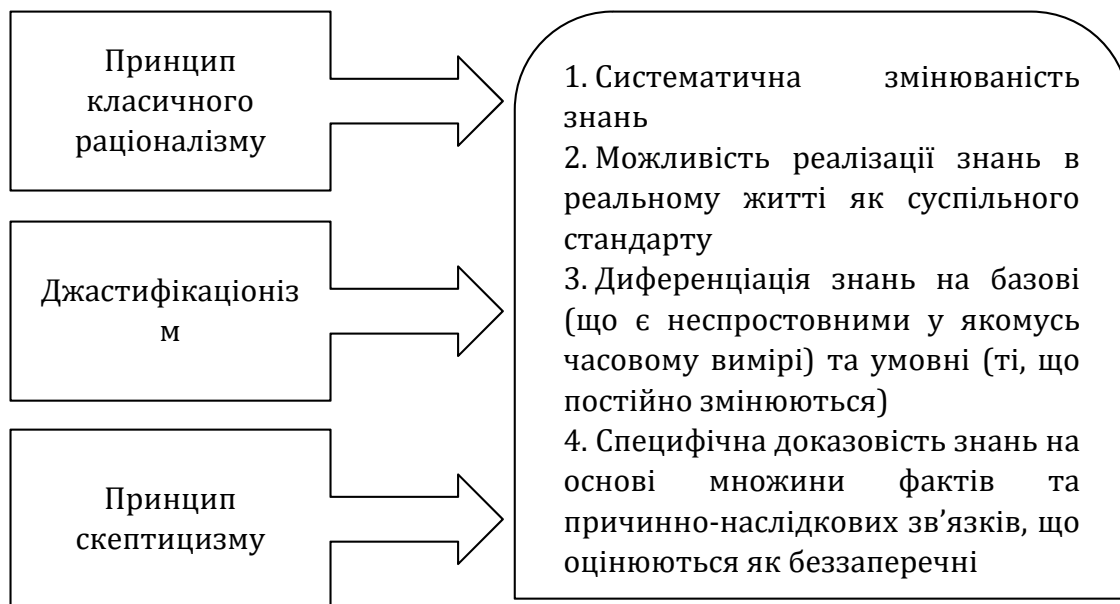 Принцип
класичного
раціоналізму
Джастифікаціоніз
м
Принцип
скептицизму
1. Систематична змінюваність
знань
2. Можливість реалізації знань в
реальному житті як суспільного
стандарту
3. Диференціація знань на базові
(що є неспростовними у якомусь
часовому вимірі) та умовні (ті, що
постійно змінюються)
4. Специфічна доказовість знань на
основі множини фактів та
причинно-наслідкових зв’язків, що
оцінюються як беззаперечні